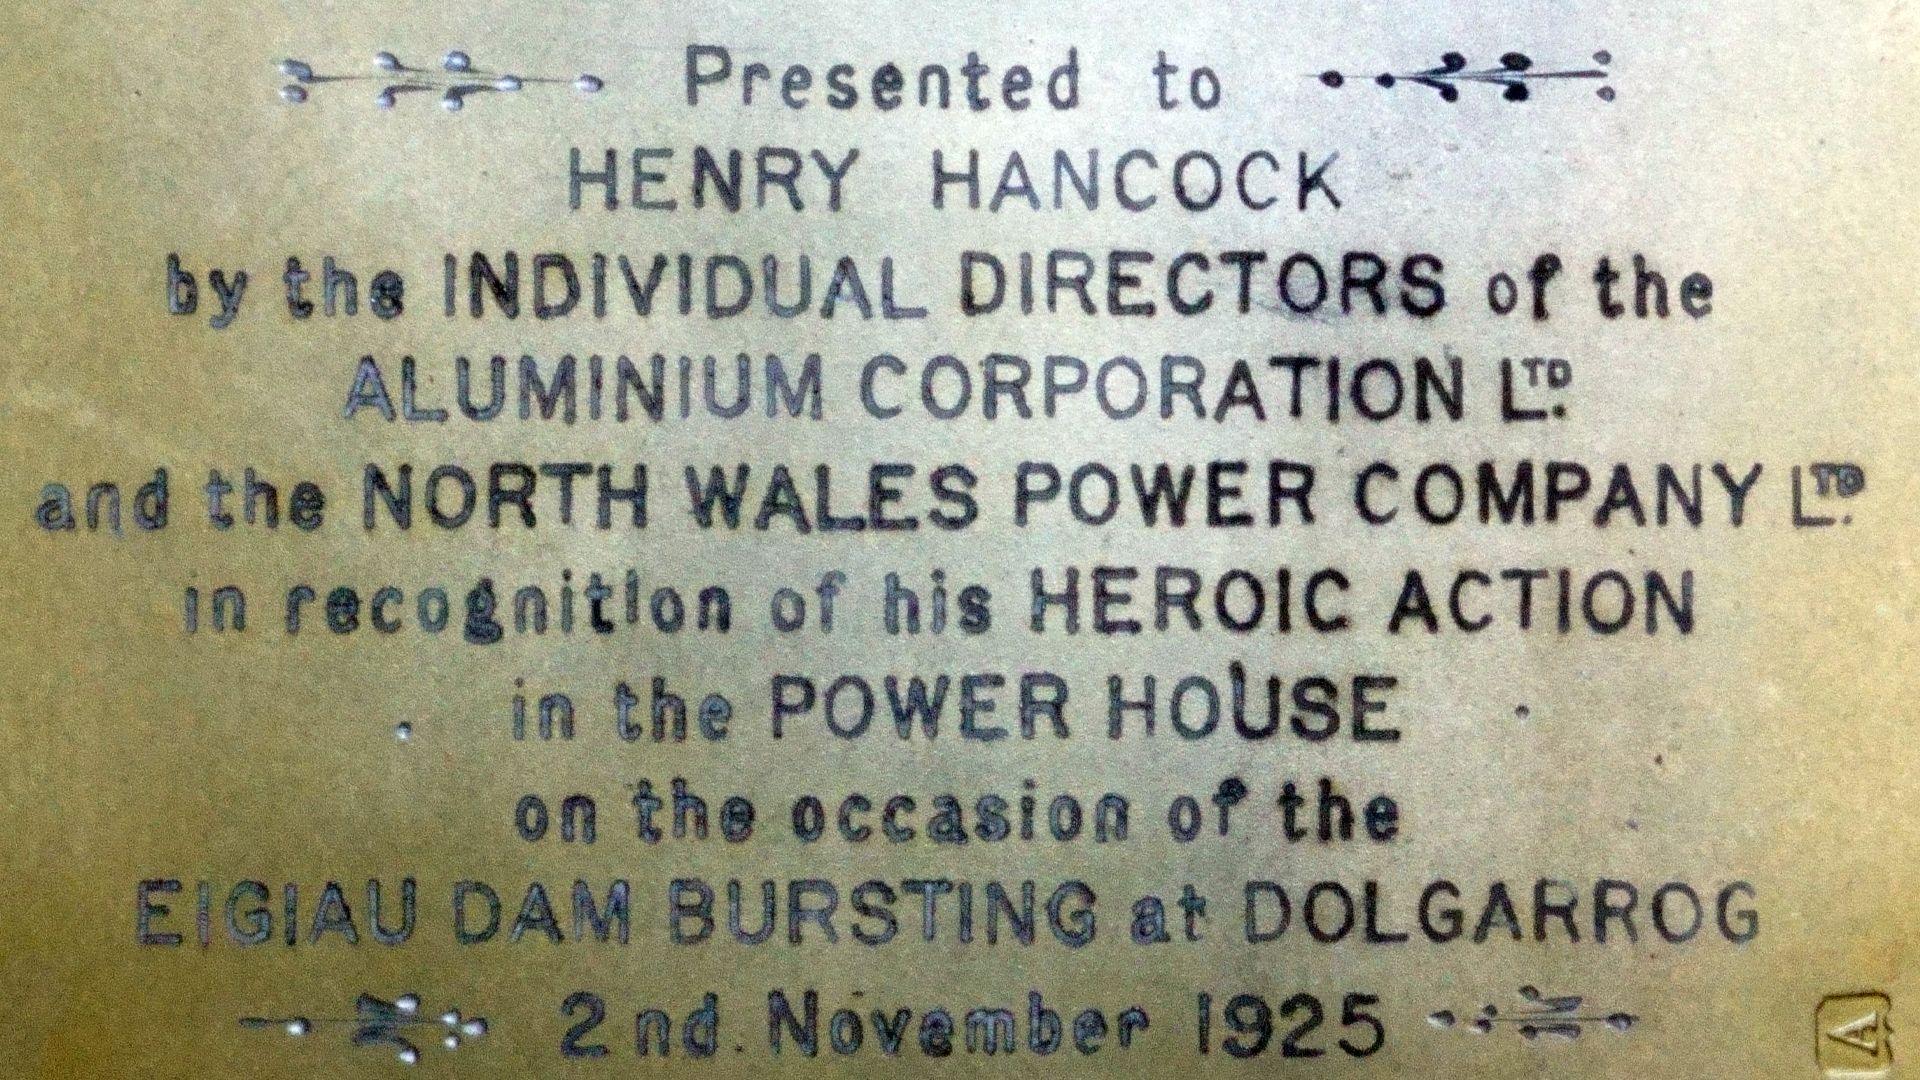 Presented to
HENRY HANCOCK
by the INDIVIDUAL DIRECTORS of the
ALUMINIUM CORPORATION LTD.
and the NORTH WALES POWER COMPANY LTD.
in recognition of his HEROIC ACTION
in the POWER HOUSE
on the occasion of the
EIGIAU DAM BURSTING at DOLGARROG
2nd. November 1925
A